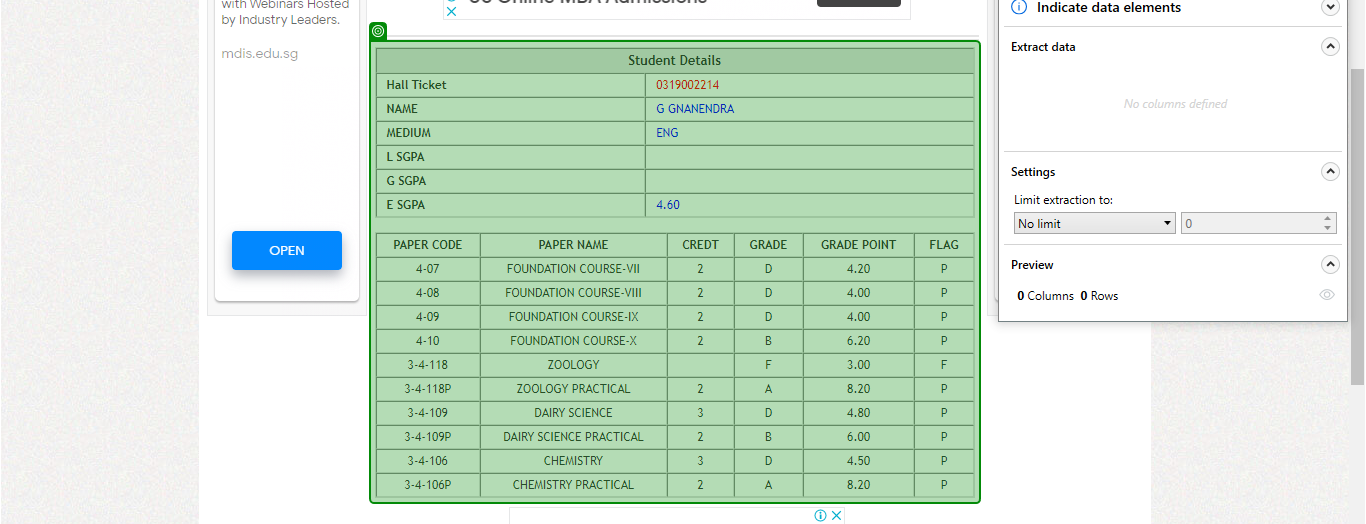 with Webinars Hosted
by Industry Leaders.
mdis.edu.sg
OPEN
Student Details
Hall Ticket 0319002214
NAME G GNANENDRA
MEDIUM ENG
L SGPA
G SGPA
E SGPA 4.60
PAPER CODE PAPER NAME CREDT GRADE GRADE POINT FLAG
4-07 FOUNDATION COURSE-VII 2 D 4.20 P
4-08 FOUNDATION COURSE-VIII 2 D 4.00 P
4-09 FOUNDATION COURSE-IX 2 D 4.00 P
4-10 FOUNDATION COURSE-X 2 B 6.20 P
3-4-118 ZOOLOGY F 3.00 F
3-4-118P ZOOLOGY PRACTICAL 2 A 8.20 P
3-4-109 DAIRY SCIENCE 3 D 4.80 P
3-4-109P DAIRY SCIENCE PRACTICAL 2 B 6.00 P
3-4-106 CHEMISTRY 3 D 4.50 P
3-4-106P CHEMISTRY PRACTICAL 2 A 8.20 P
Indicate data elements
Extract data
No columns defined
Settings
Limit extraction to:
No limit 0
Preview
0 Columns 0 Rows